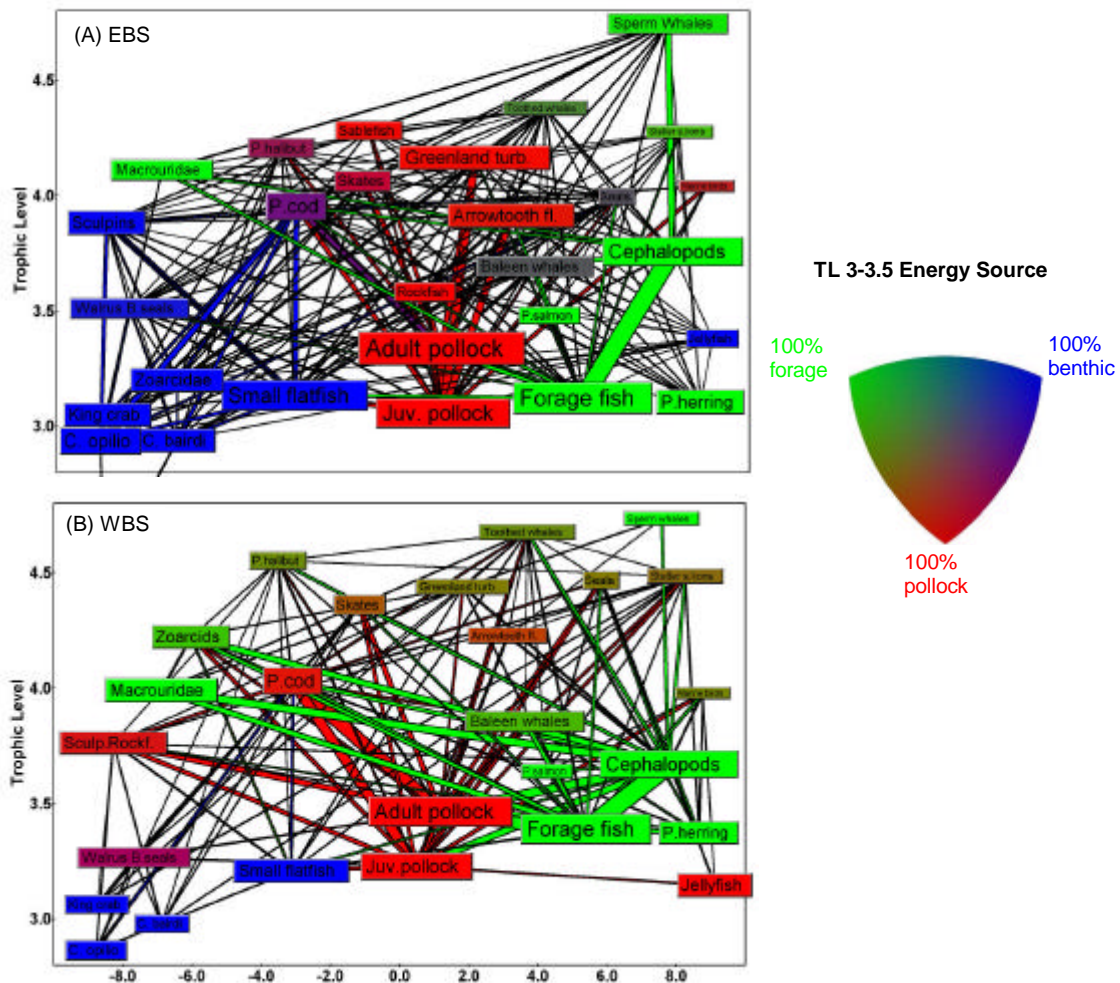 (A) EBS
Sperm Whales
4.5
Toothed whales
Sablefish
P.halibut
Greenland turb.
Macrouridae
Skates
4.0
P.cod
Arrowtooth fl.
Sculpins
Cephalopods
Baleen whales
Rockfish
3.5
Walrus B.seals
P.salmon
Jellyfish
Adult pollock
Zoarcidae
Small flatfish
Forage fish
P.herring
King crab
Juv. pollock
3.0
C. opilio
C. bairdi
Trophic Level
TL 3-3.5 Energy Source
100%
forage
100%
benthic
100%
pollock
(B) WBS
Sperm whales
Toothed whales
P.halibut
4.5
Greenland turb.
Seals
Skates
Arrowtooth fl.
Zoarcids
4.0
P.cod
Macrouridae
Baleen whales
Sculp.Rockf.
P.salmon
Cephalopods
3.5
Adult pollock
Forage fish
P.herring
Walrus B.seals
Small flatfish
Juv.pollock
Jellyfish
King crab
3.0
C. bairdi
C. opilio
Trophic Level
-8.0 -6.0 -4.0 -2.0 0.0 2.0 4.0 6.0 8.0